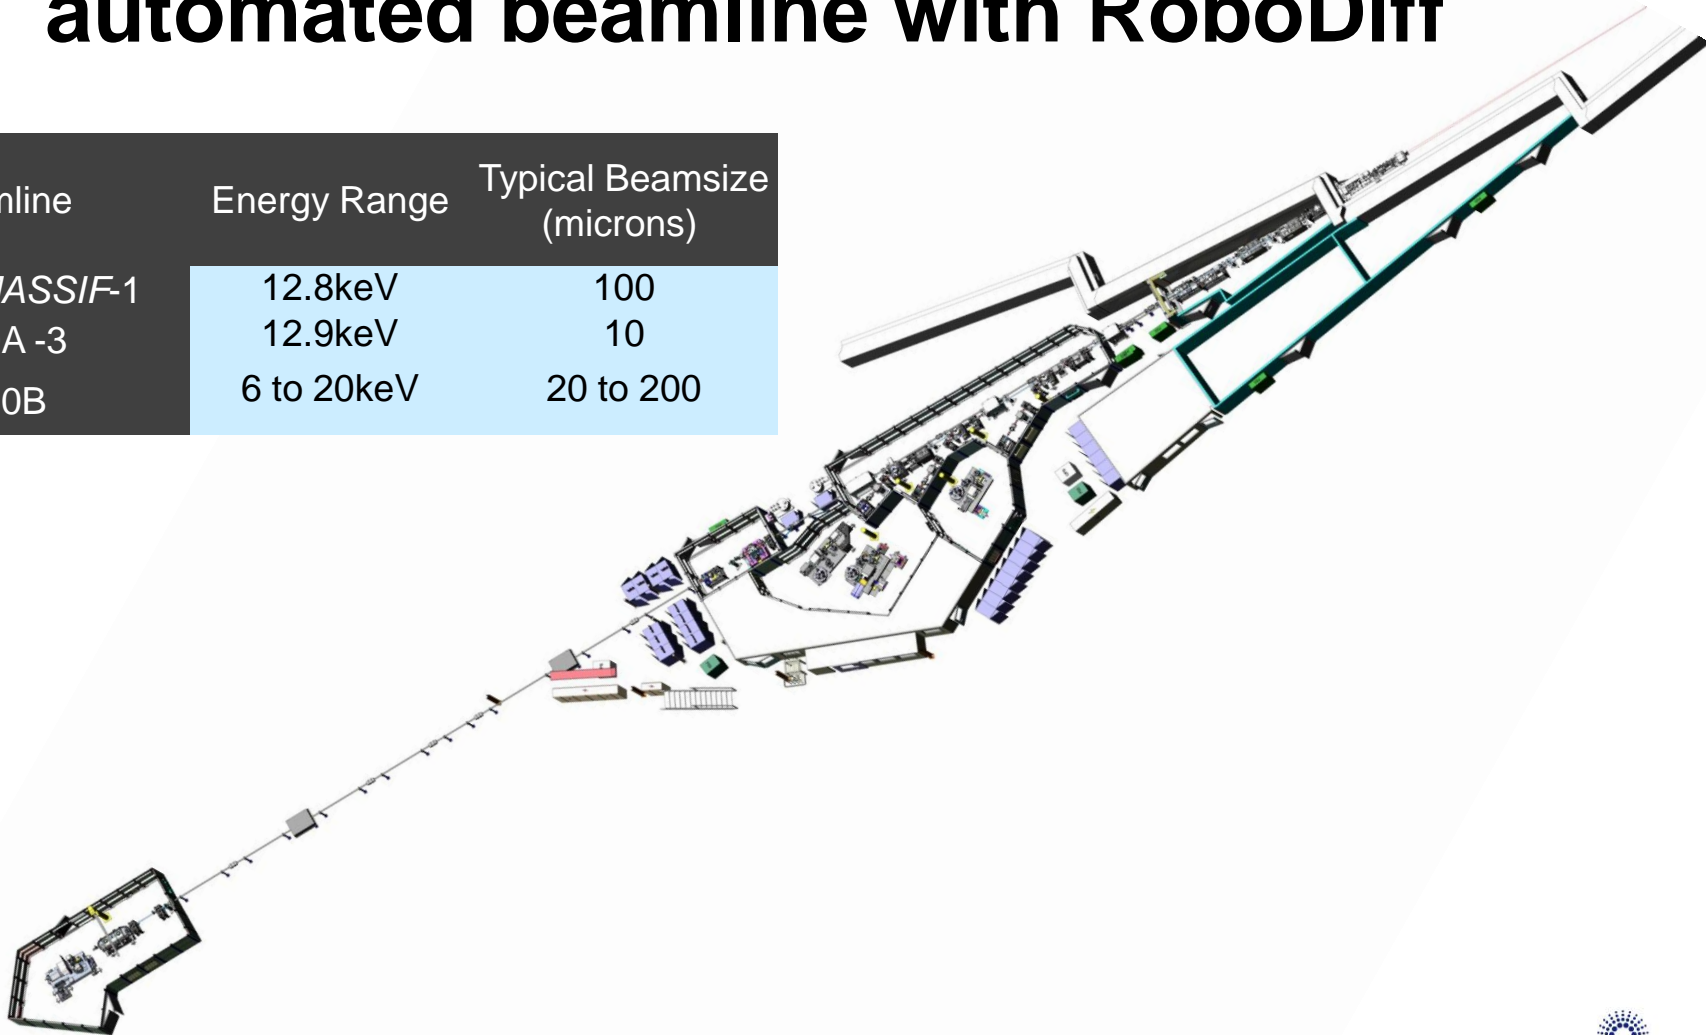 automated beamline with RoboDiff
Energy Range
Typical Beamsize
(microns)
ASSIF-1 12.8keV 100
A -3 12.9keV 10
0B 6 to 20keV 20 to 200